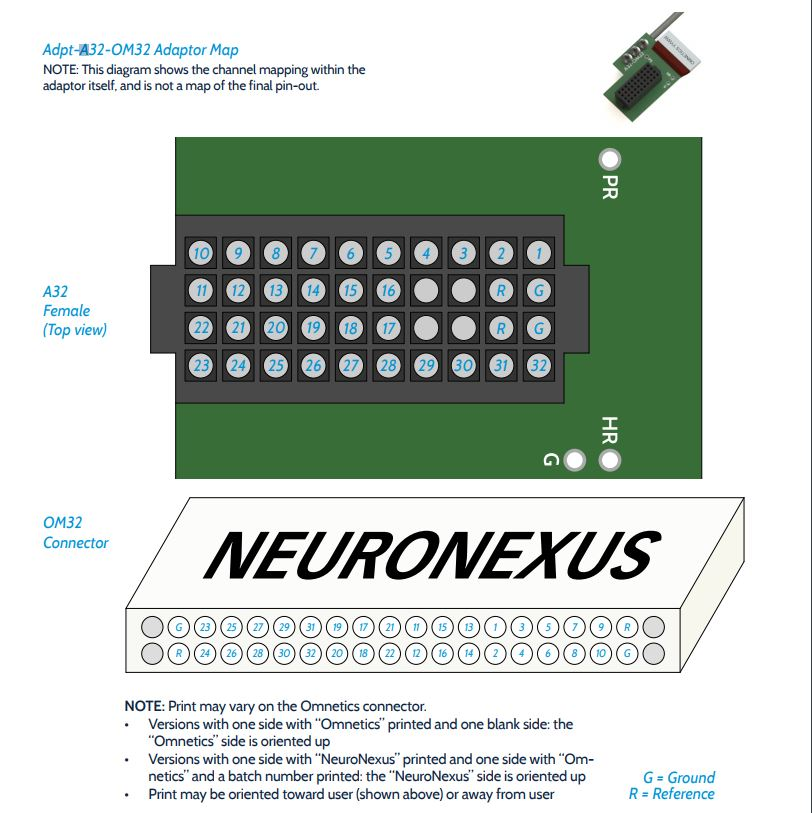 Adpt-A32-OM32 Adaptor Map
NOTE: This diagram shows the channel mapping within the
adaptor itself, and is not a map of the final pin-out.
PR
10 9 8 7 6 5 4 3 2 1
A32
Female
(Top view)
11 12 13 14 15 16 R G
22 21 20 19 18 17 R G
23 24 25 26 27 28 29 30 31 32
G HR
OM32
Connector
NEURONEXUS
G 23 25 27 29 31 19 17 21 11 15 13 1 3 5 7 9 R
R 24 26 28 30 32 20 18 22 12 16 14 2 4 6 8 10 G
NOTE: Print may vary on the Omnetics connector.
• Versions with one side with “Omnetics” printed and one blank side: the
“Omnetics” side is oriented up
• Versions with one side with “NeuroNexus” printed and one side with “Om-
netics” and a batch number printed: the “NeuroNexus” side is oriented up
• Print may be oriented toward user (shown above) or away from user
G = Ground
R = Reference